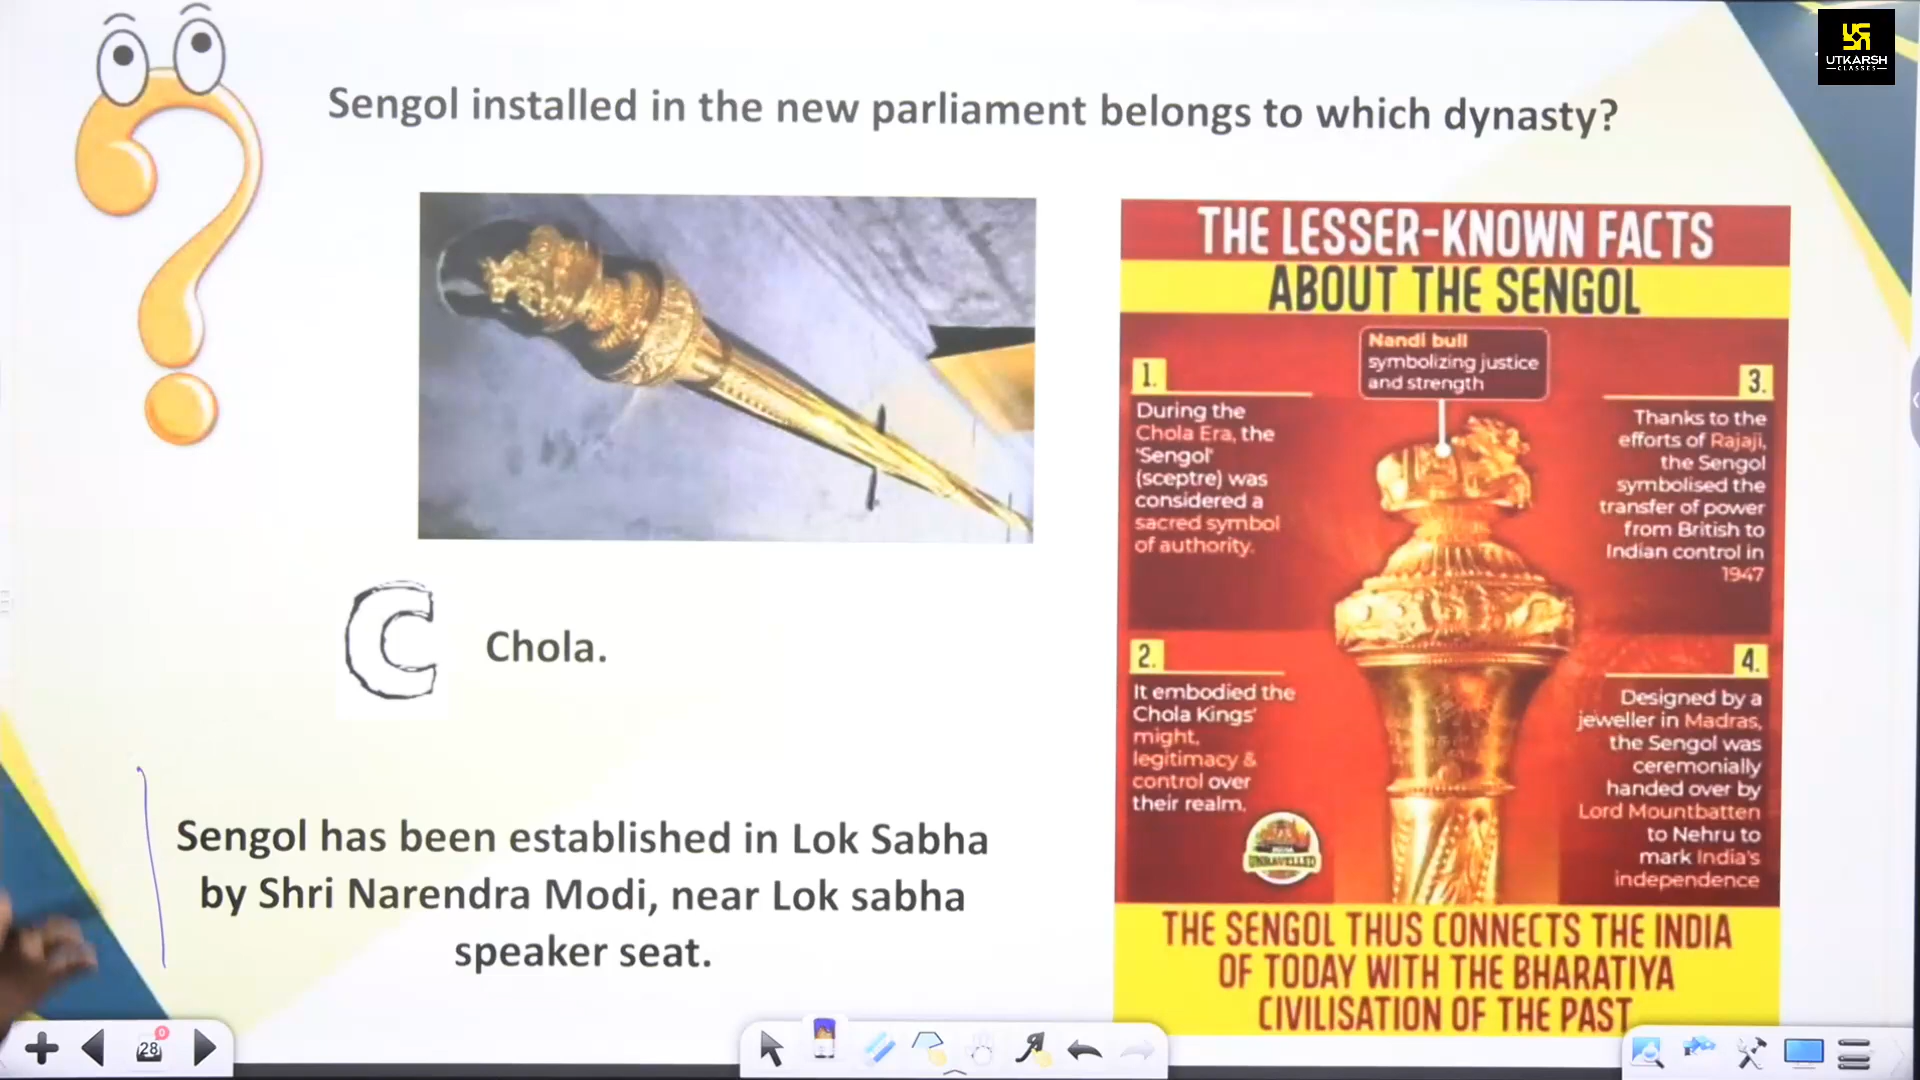 UTKARSH
CLASSES
Sengol installed in the new parliament belongs to which dynasty?
C Chola.
Sengol has been established in Lok Sabha
by Shri Narendra Modi, near Lok sabha
speaker seat.
THE LESSER-KNOWN FACTS
ABOUT THE SENGOL
Nandi bull
symbolizing justice
and strength
1.
During the
Chola Era, the
'Sengol'
(sceptre) was
considered a
sacred symbol
of authority.
2.
It embodied the
Chola Kings'
might,
legitimacy &
control over
their realm.
UNRAVELLED
3.
Thanks to the
efforts of Rajaji,
the Sengol
symbolised the
transfer of power
from British to
Indian control in
1947
4.
Designed by a
jeweller in Madras,
the Sengol was
ceremonially
handed over by
Lord Mountbatten
to Nehru to
mark India's
independence
THE SENGOL THUS CONNECTS THE INDIA
OF TODAY WITH THE BHARATIYA
CIVILISATION OF THE PAST
28
0